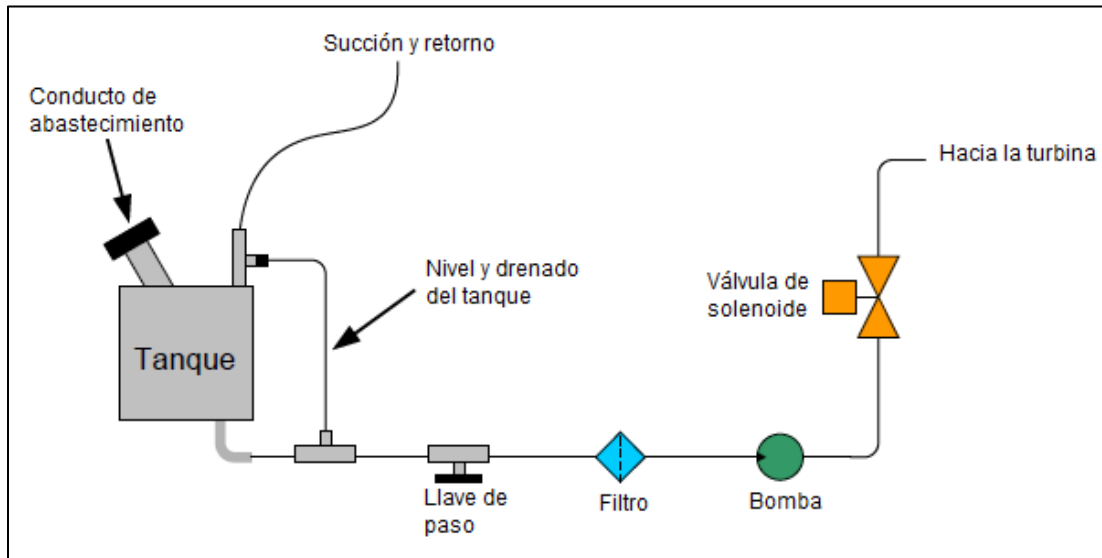 Succión y retorno
Conducto de
abastecimiento
Hacia la turbina
Nivel y drenado
del tanque
Válvula de
solenoide
Tanque
Llave de
paso
Filtro
Bomba